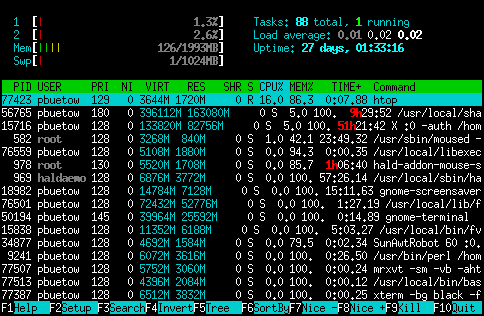 1 [| 1.3%] Tasks: 88 total, 1 running
2 [| 2.6%] Load average: 0.01 0.02 0.02
Mem[|||| 126/1993MB] Uptime: 27 days, 01:33:16
Swp[| 1/1024MB]
PID USER PRI NI VIRT RES SHR S CPU% MEM% TIME+ Command
77423 pbuetow 129 0 3644M 1720M 0 R 16.0 86.3 0:07.88 htop
56765 pbuetow 180 0 396112M 163080M 0 S 5.0 100. 9h29:52 /usr/local/sha
15716 pbuetow 128 0 133820M 82756M 0 S 5.0 100. 51h21:42 X :0 -auth /hom
582 root 128 0 3268M 840M 0 S 1.0 42.1 23:49.32 /usr/sbin/moused -
76559 pbuetow 128 0 5108M 1880M 0 S 0.0 94.3 0:00.35 /usr/local/libexec
978 root 130 0 5520M 1708M 0 S 0.0 85.7 1h06:40 hald-addon-mouse-s
969 haldaemo 128 0 6876M 3772M 0 S 0.0 100. 57:26.14 /usr/local/sbin/ha
18982 pbuetow 128 0 14784M 7128M 0 S 0.0 100. 15:11.63 gnome-screensaver
76501 pbuetow 128 0 72432M 52776M 0 S 0.0 100. 1:27.19 /usr/local/lib/f
50194 pbuetow 145 0 39964M 25592M 0 S 0.0 100. 0:14.89 gnome-terminal
15838 pbuetow 128 0 11352M 6188M 0 S 0.0 100. 5:03.27 /usr/local/bin/fv
34877 pbuetow 128 0 4692M 1584M 0 S 0.0 79.5 0:02.34 SunAwtRobot 60 :0.
9241 pbuetow 128 0 6072M 3616M 0 S 0.0 100. 0:26.50 /usr/bin/perl /hom
77507 pbuetow 128 0 5752M 3060M 0 S 0.0 100. 0:00.24 mrxvt -sm -vb -aht
77513 pbuetow 128 0 4396M 2084M 0 S 0.0 100. 0:00.12 /usr/local/bin/bas
77387 pbuetow 128 0 6512M 3832M 0 S 0.0 100. 0:00.25 xterm -bg black -f
F1Help F2Setup F3SearchF4InvertF5Tree F6SortByF7Nice -F8Nice +F9Kill F10Quit